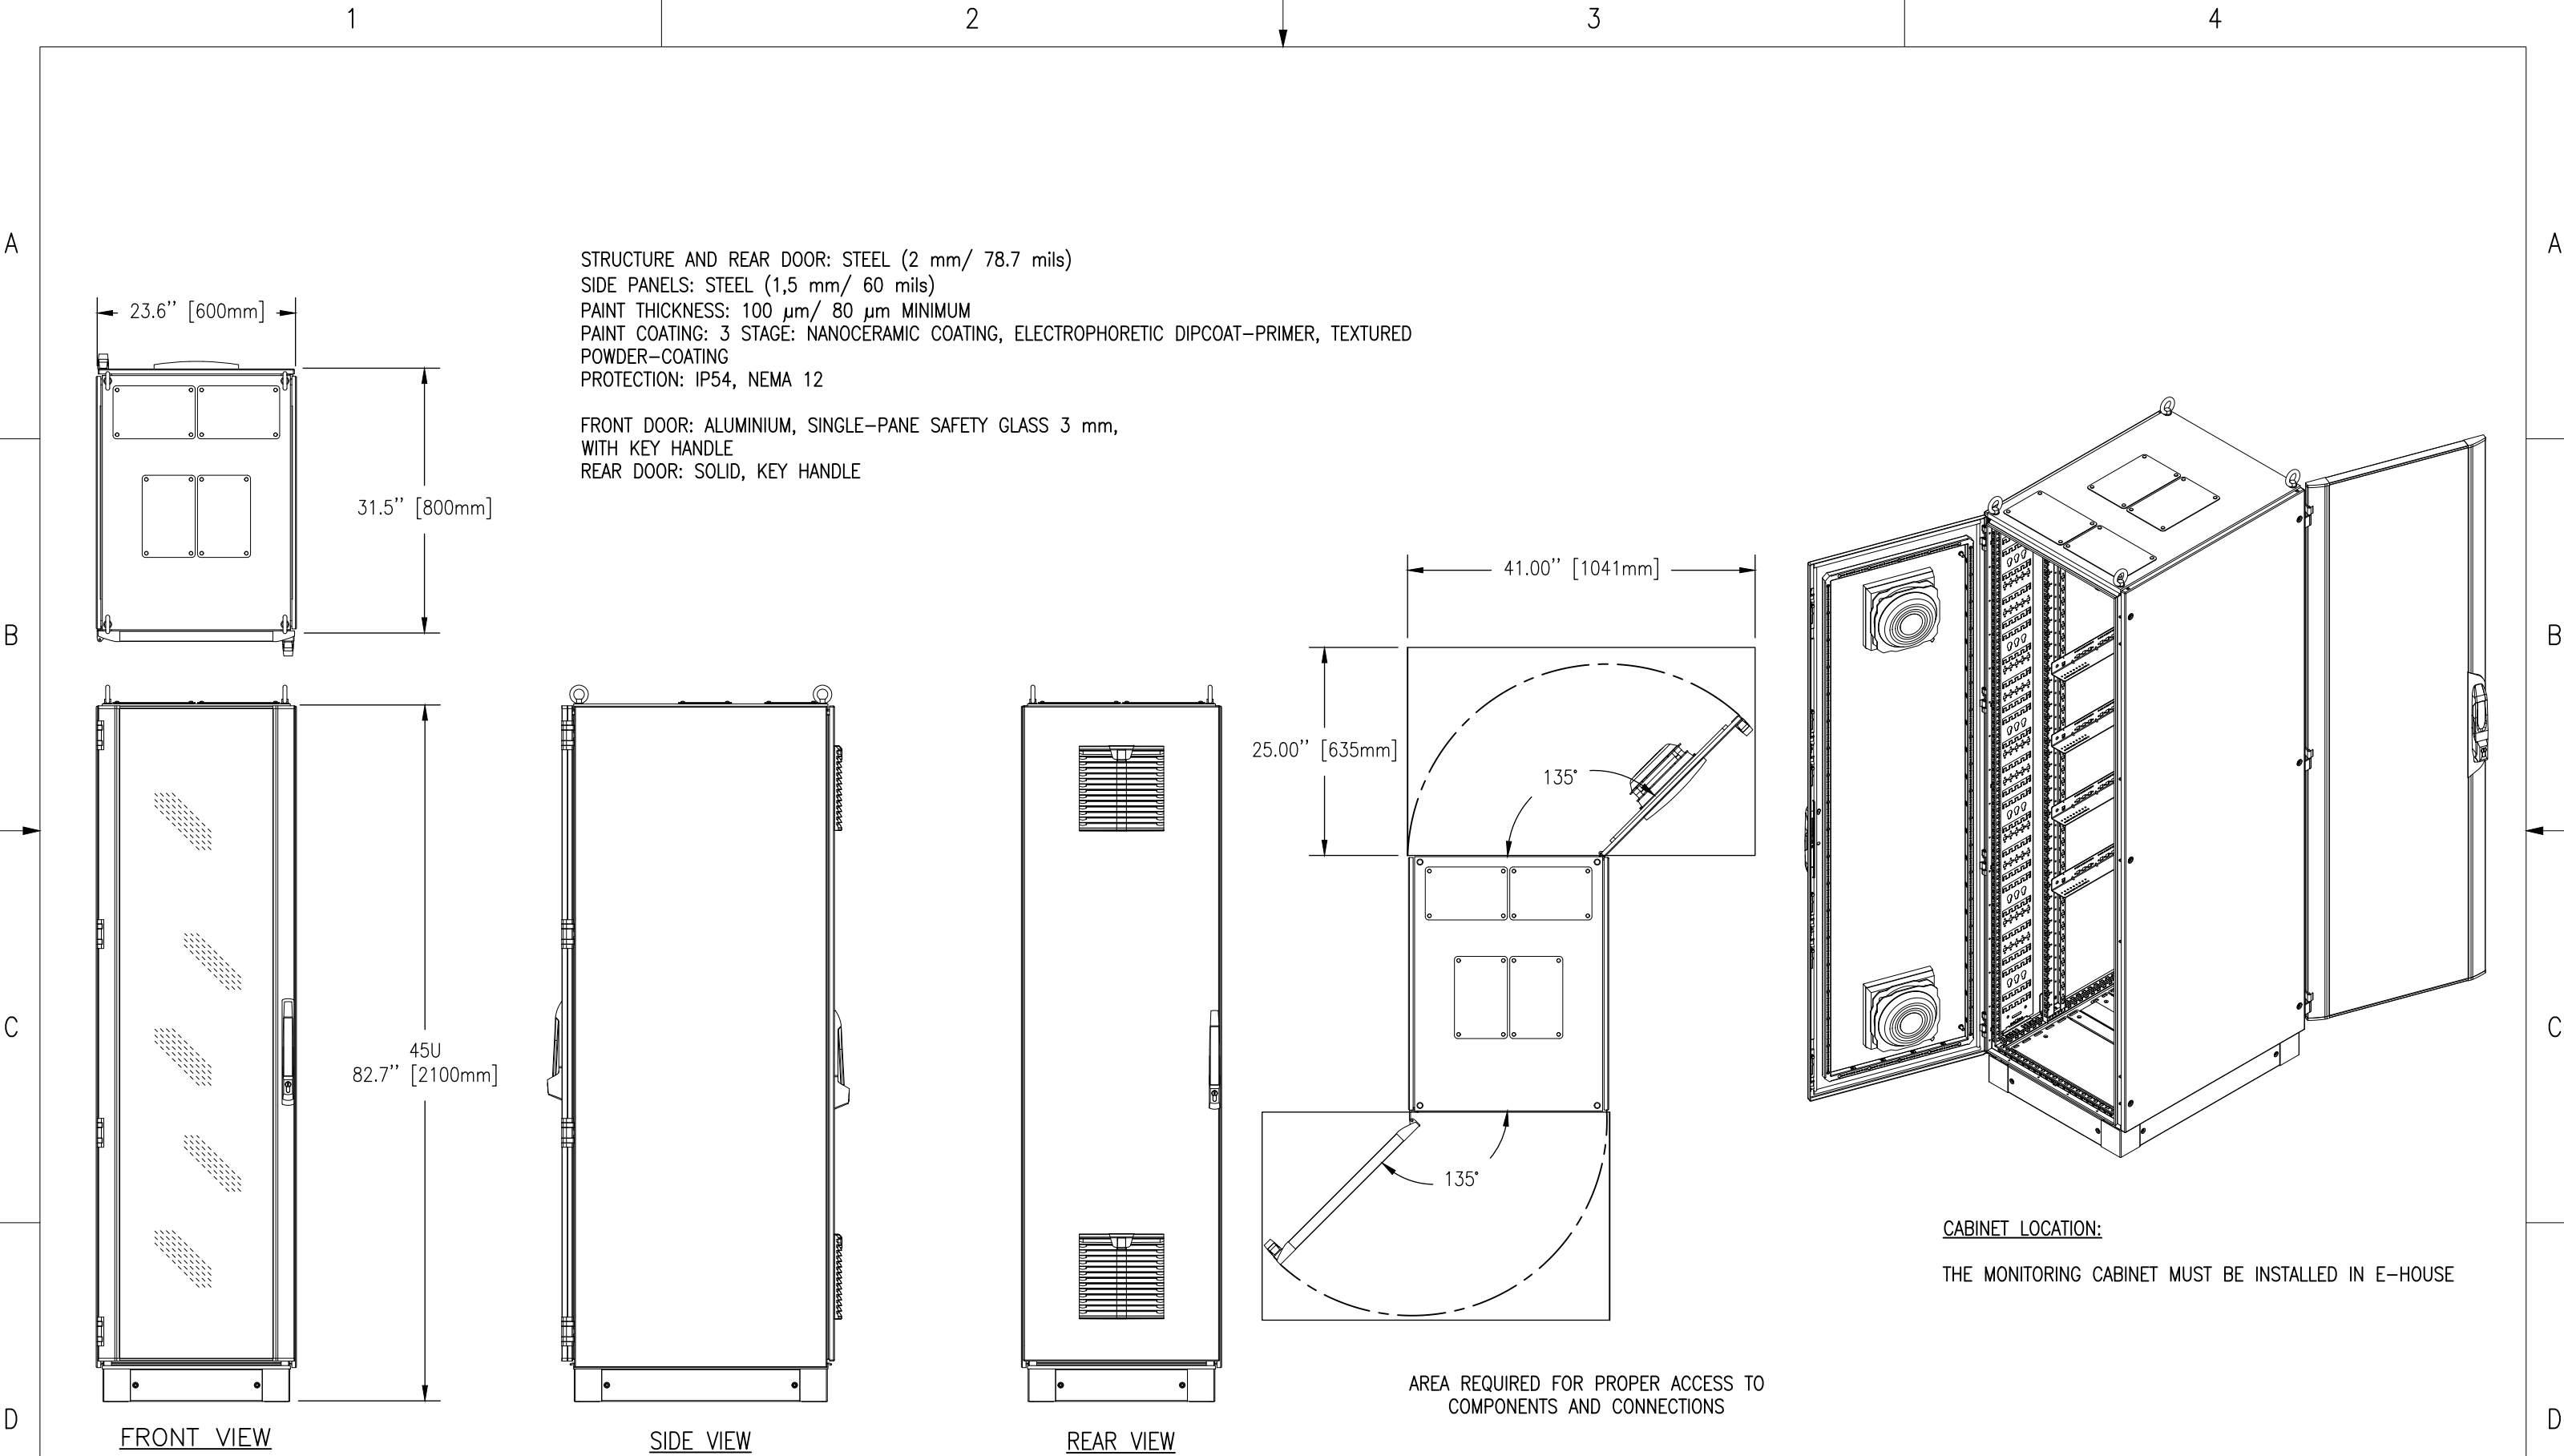 1
2
3
4
A
A
STRUCTURE AND REAR DOOR: STEEL (2 mm/ 78.7 mils)
SIDE PANELS: STEEL (1,5 mm/ 60 mils)
PAINT THICKNESS: 100 μm/ 80 μm MINIMUM
PAINT COATING: 3 STAGE: NANOCERAMIC COATING, ELECTROPHORETIC DIPCOAT-PRIMER, TEXTURED
POWDER-COATING
PROTECTION: IP54, NEMA 12
FRONT DOOR: ALUMINIUM, SINGLE-PANE SAFETY GLASS 3 mm,
WITH KEY HANDLE
REAR DOOR: SOLID, KEY HANDLE
23.6'' [600mm]
31.5'' [800mm]
41.00'' [1041mm]
B
B
25.00'' [635mm]
135°
45U
82.7'' [2100mm]
C
C
135°
CABINET LOCATION:
THE MONITORING CABINET MUST BE INSTALLED IN E-HOUSE
AREA REQUIRED FOR PROPER ACCESS TO
COMPONENTS AND CONNECTIONS
D
D
FRONT VIEW
SIDE VIEW
REAR VIEW